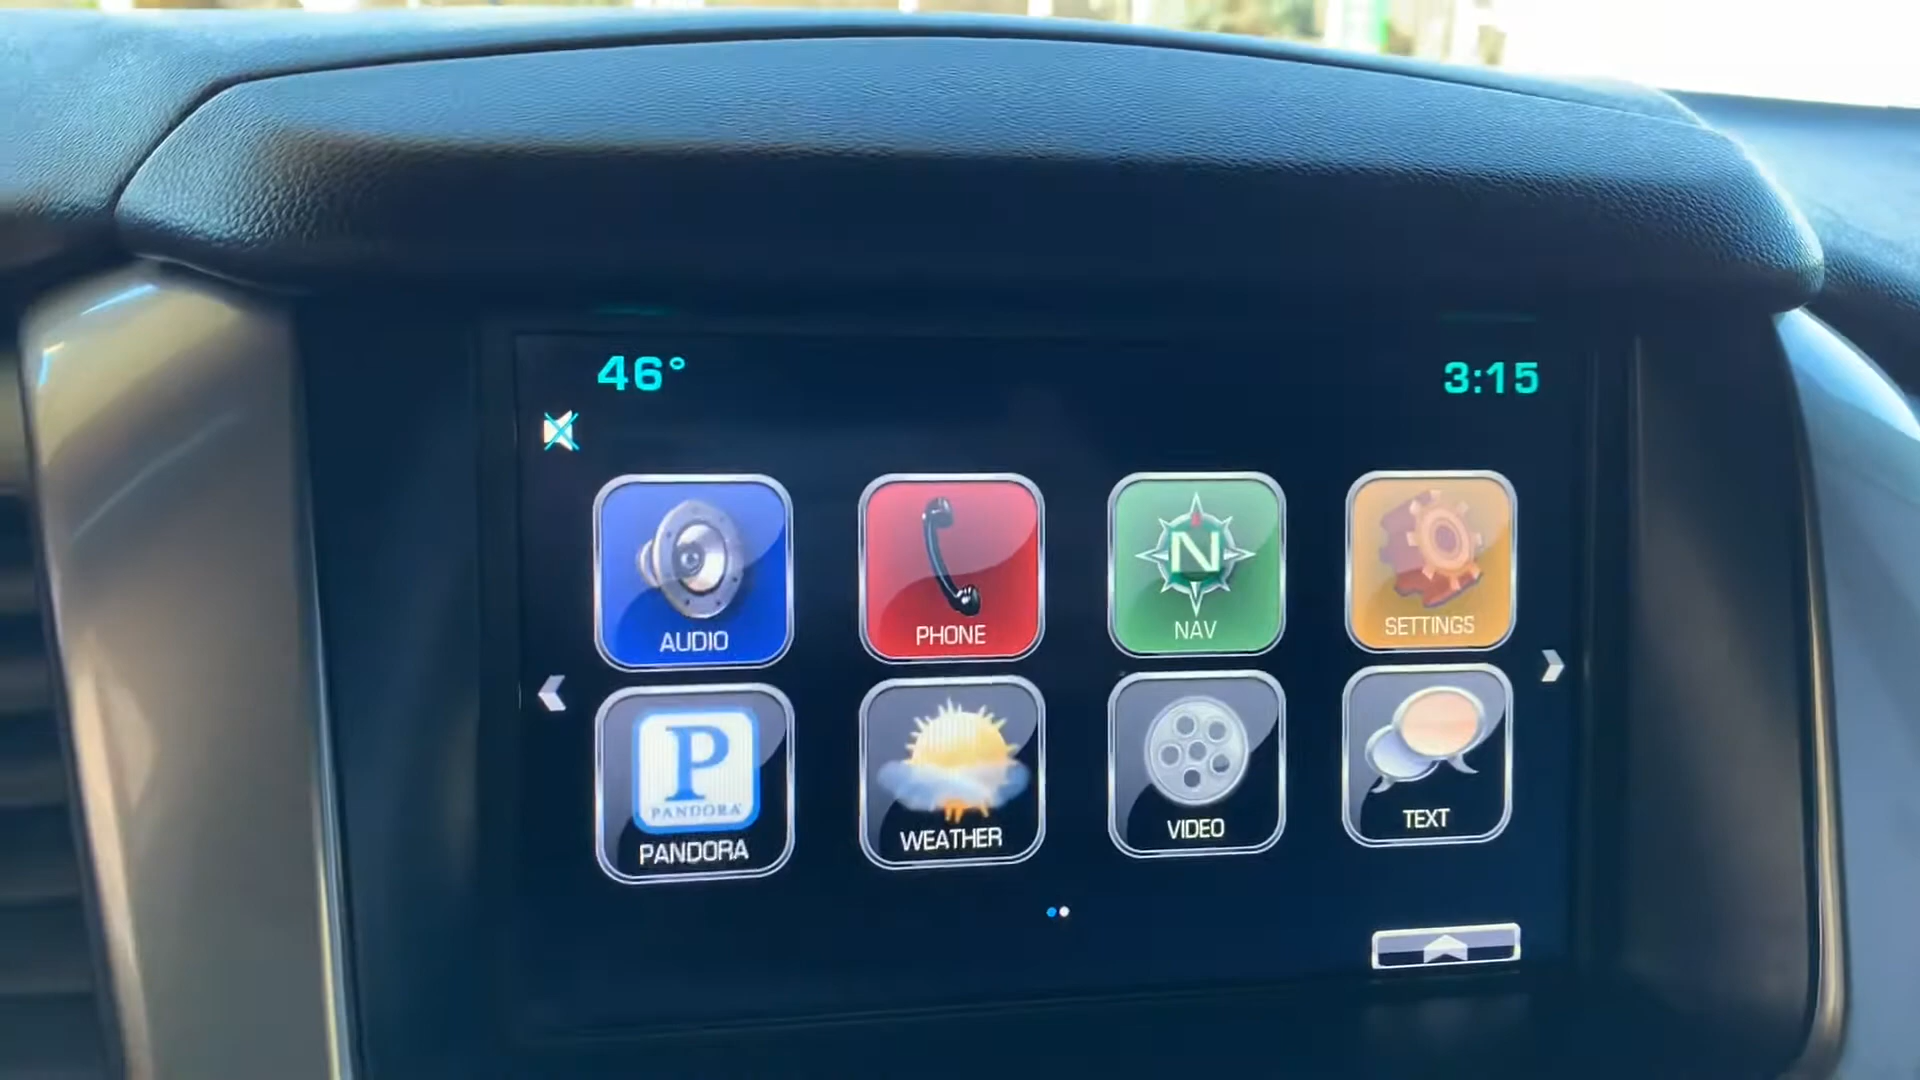 46°
3:15
AUDIO
PHONE
N
NAV
SETTINGS
P
PANDORA
PANDORA
WEATHER
VIDEO
TEXT